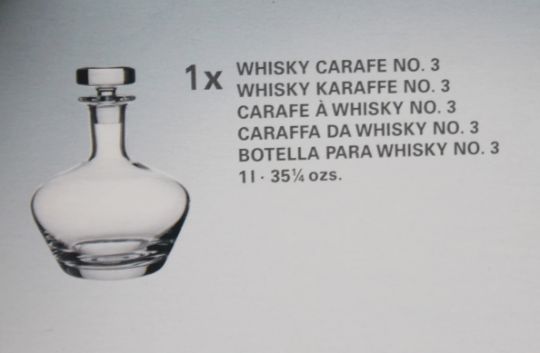 1x
WHISKY CARAFE NO. 3
WHISKY KARAFFE NO. 3
CARAFE À WHISKY NO. 3
CARAFFA DA WHISKY NO. 3
BOTELLA PARA WHISKY NO. 3
1 l · 35¼ ozs.